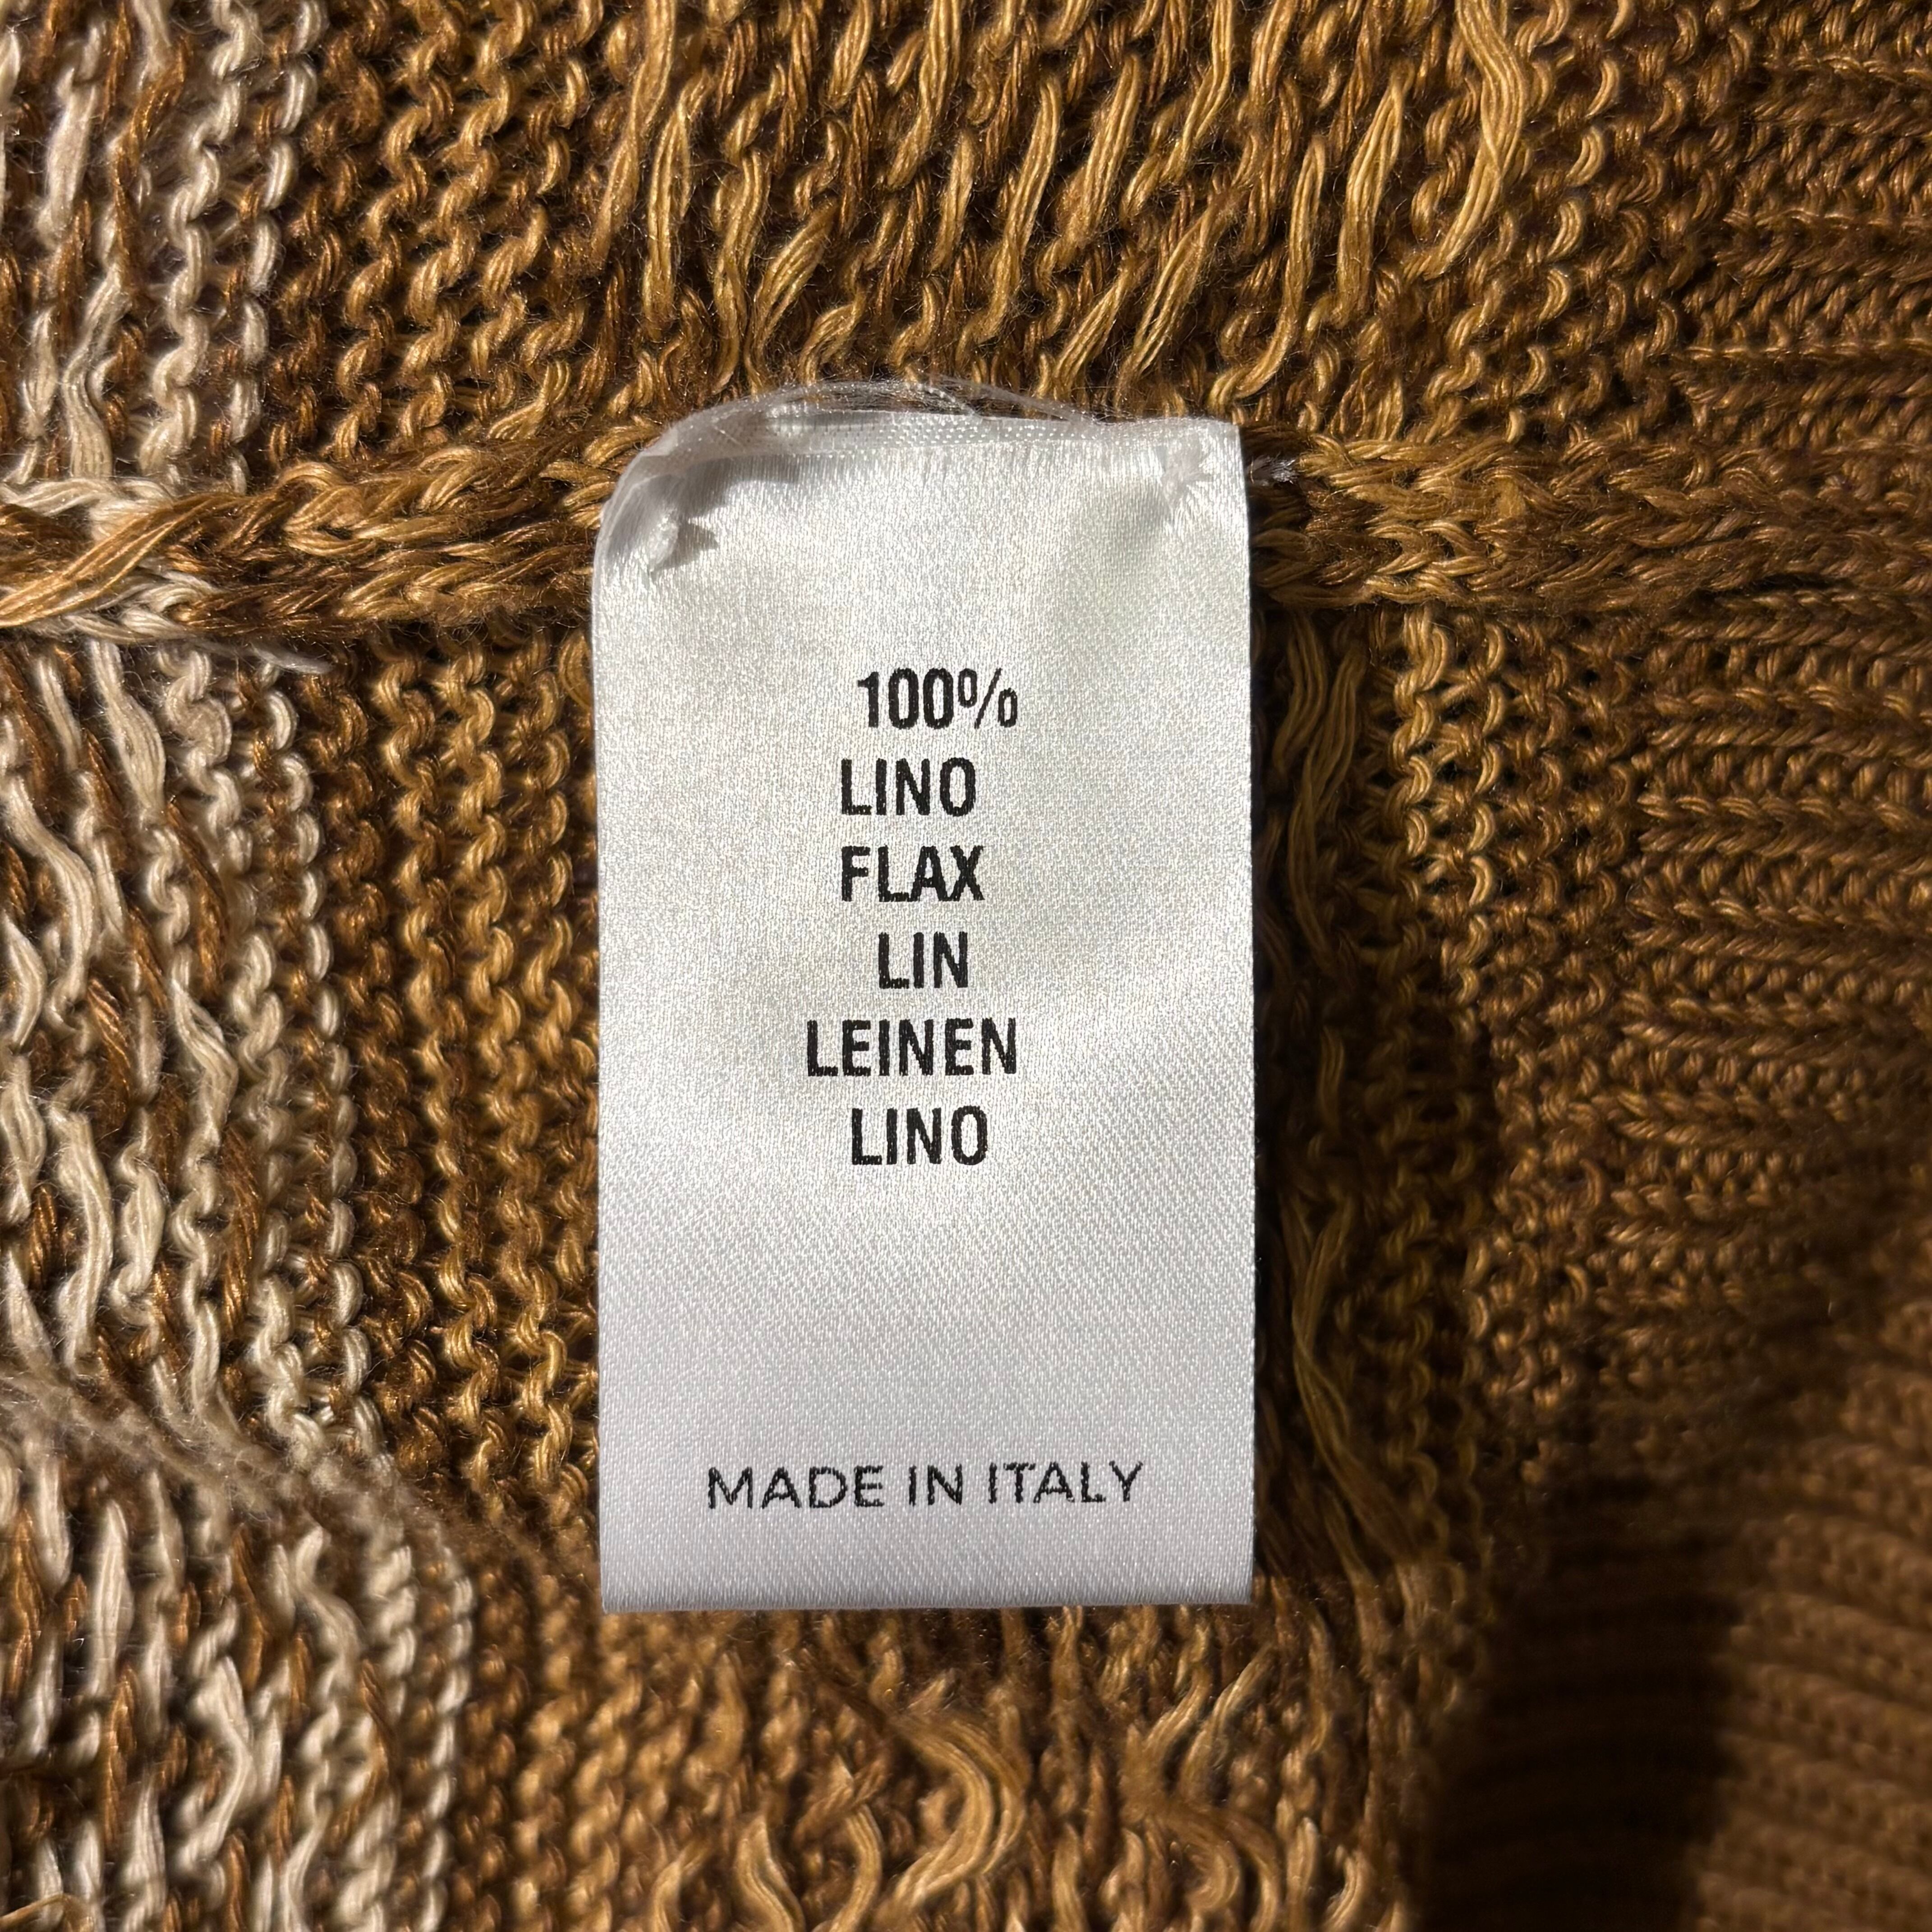 100%
LINO
FLAX
LIN
LEINEN
LINO
MADE IN ITALY